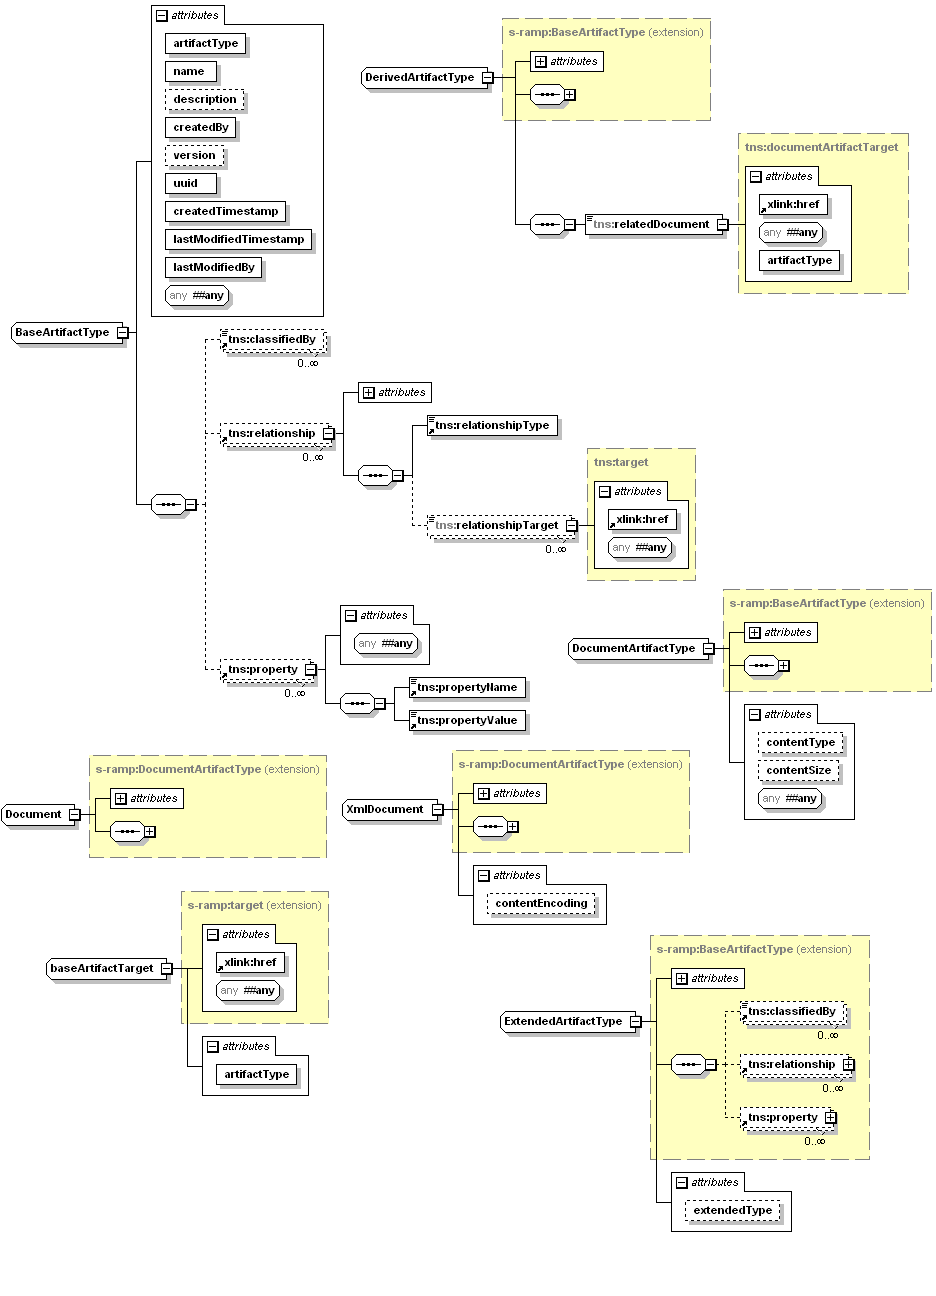 attributes
artifactType
name
description
createdBy
version
uuid
createdTimestamp
lastModifiedTimestamp
lastModifiedBy
any ##any
BaseArtifactType
tns:classifiedBy
0..∞
tns:relationship
0..∞
attributes
tns:relationshipType
tns:relationshipTarget
0..∞
tns:target
attributes
xlink:href
any ##any
tns:property
0..∞
attributes
any ##any
tns:propertyName
tns:propertyValue
s-ramp:BaseArtifactType (extension)
attributes
DerivedArtifactType
tns:relatedDocument
tns:documentArtifactTarget
attributes
xlink:href
any ##any
artifactType
s-ramp:BaseArtifactType (extension)
attributes
DocumentArtifactType
attributes
contentType
contentSize
any ##any
s-ramp:DocumentArtifactType (extension)
attributes
Document
s-ramp:DocumentArtifactType (extension)
attributes
XmlDocument
attributes
contentEncoding
s-ramp:target (extension)
attributes
xlink:href
any ##any
baseArtifactTarget
attributes
artifactType
s-ramp:BaseArtifactType (extension)
attributes
ExtendedArtifactType
tns:classifiedBy
0..∞
tns:relationship
0..∞
tns:property
0..∞
attributes
extendedType